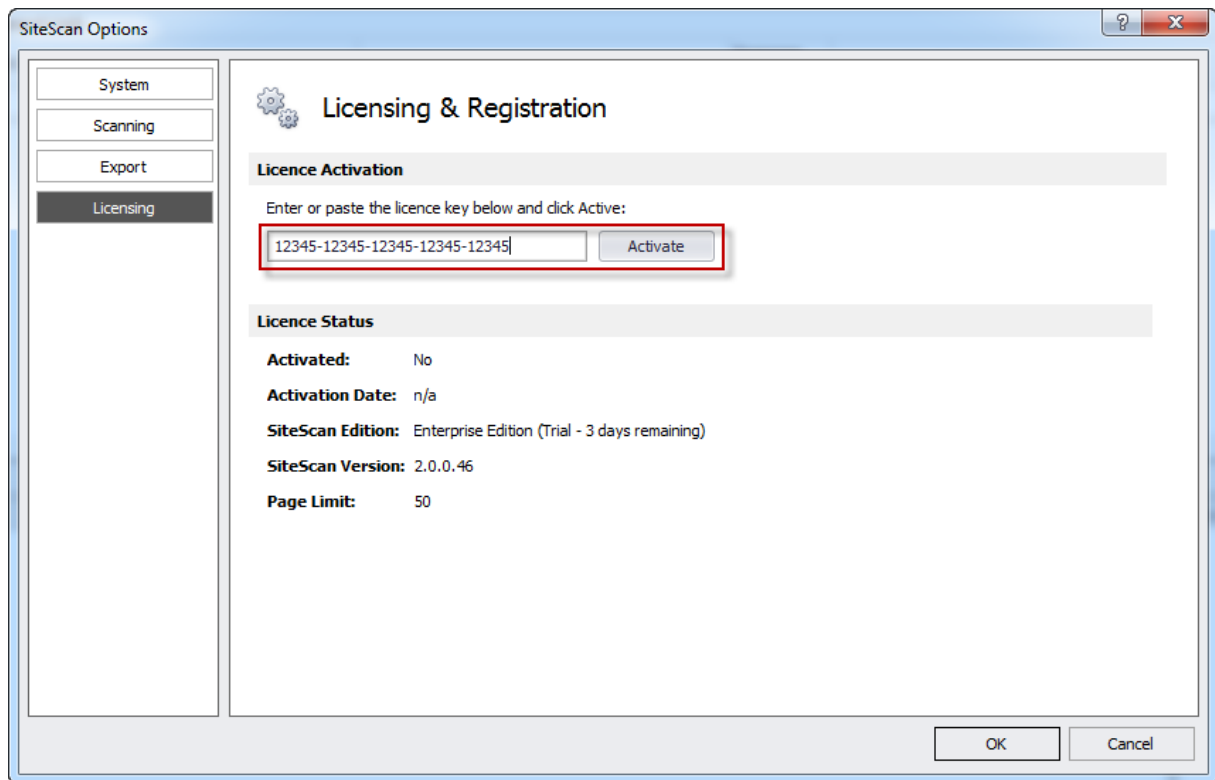 SiteScan Options
System
Scanning
Export
Licensing
Licensing & Registration
Licence Activation
Enter or paste the licence key below and click Active:
12345-12345-12345-12345-12345
Activate
Licence Status
Activated: No
Activation Date: n/a
SiteScan Edition: Enterprise Edition (Trial - 3 days remaining)
SiteScan Version: 2.0.0.46
Page Limit: 50
OK
Cancel